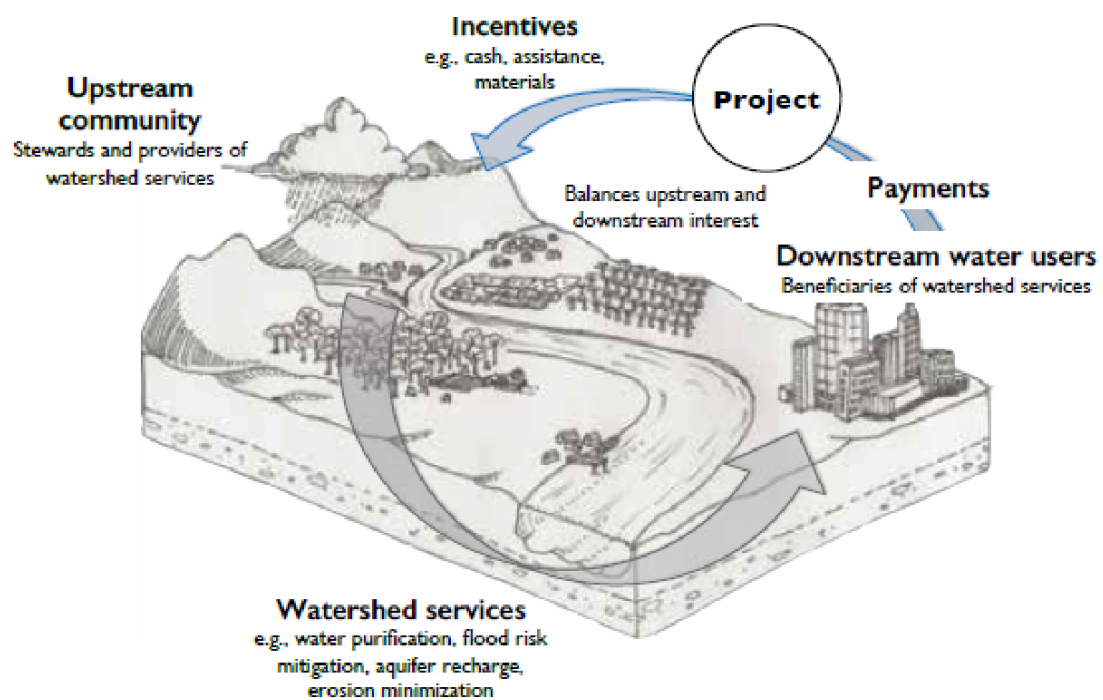 Incentives
e.g., cash, assistance,
materials
Project
Upstream
community
Stewards and providers of
watershed services
Balances upstream and
downstream interest
Payments
Downstream water users
Beneficiaries of watershed services
Watershed services
e.g., water purification, flood risk
mitigation, aquifer recharge,
erosion minimization